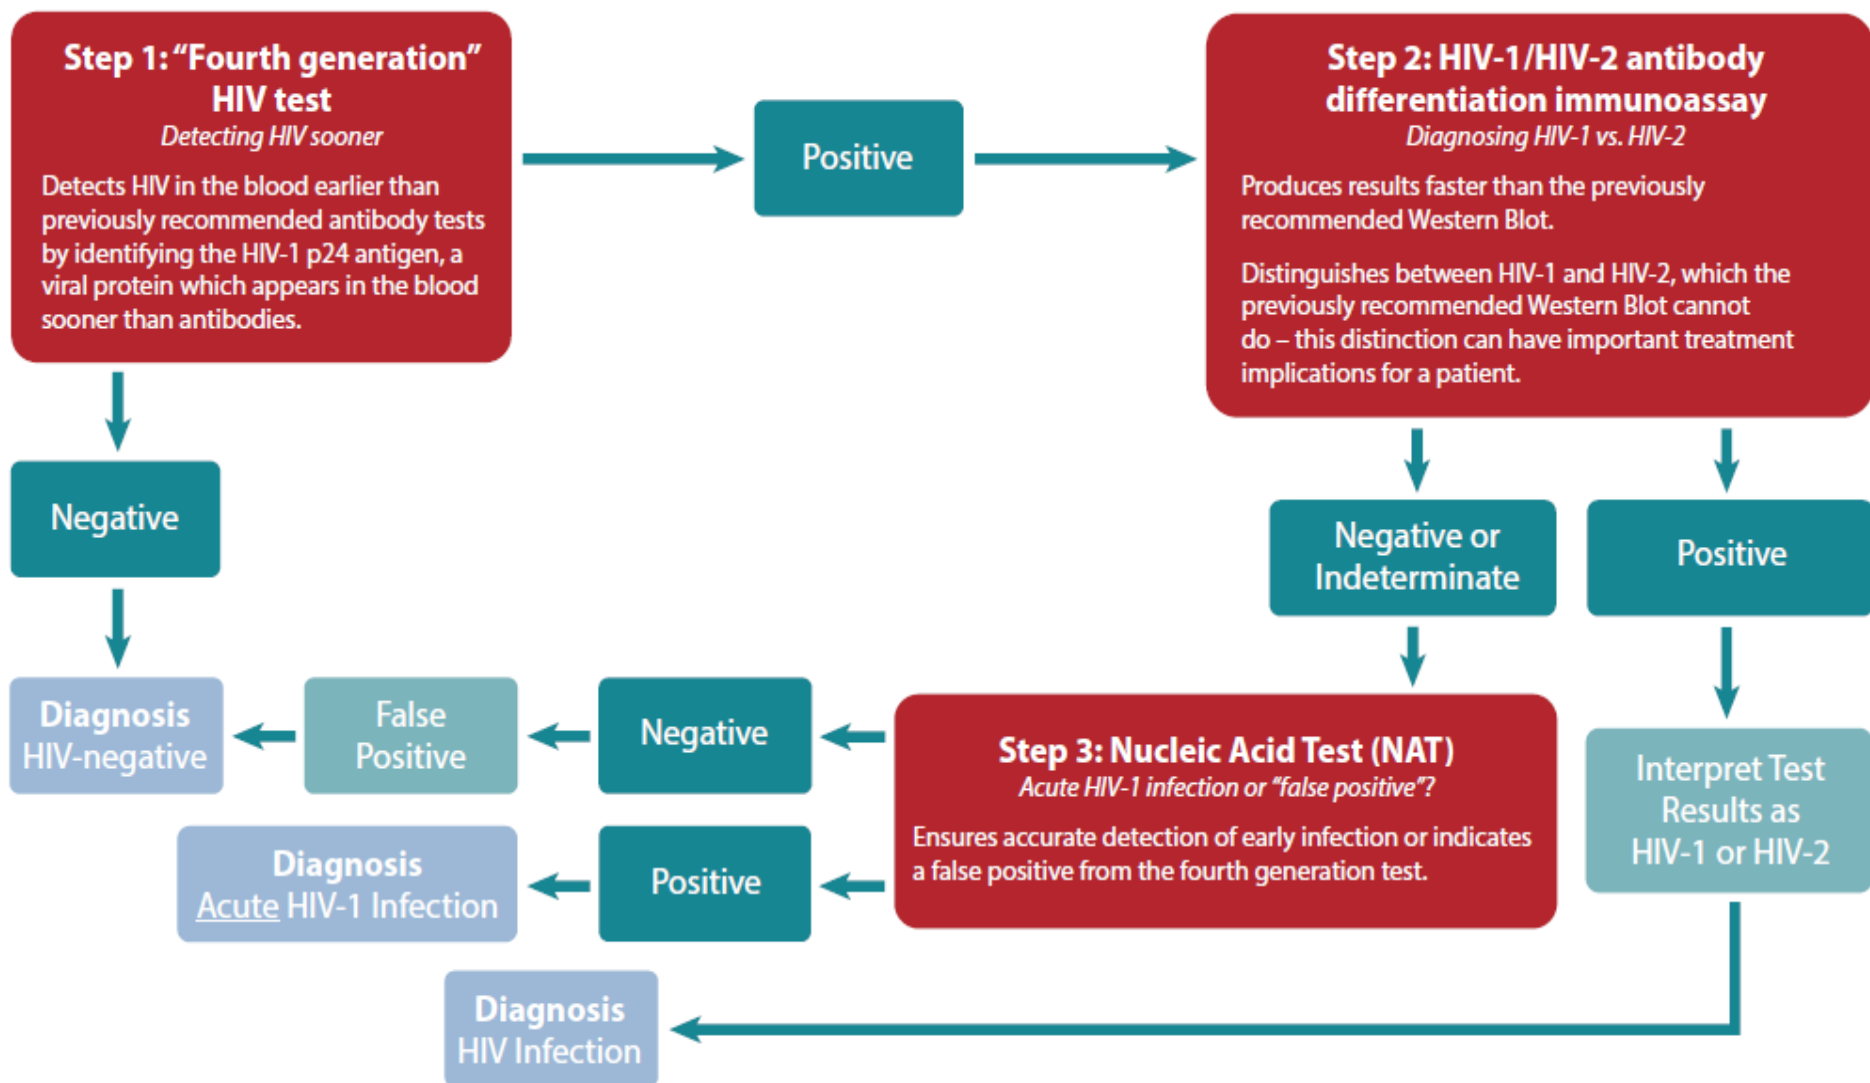 Step 1: “Fourth generation”
HIV test
Detecting HIV sooner
Detects HIV in the blood earlier than
previously recommended antibody tests
by identifying the HIV-1 p24 antigen, a
viral protein which appears in the blood
sooner than antibodies.
Positive
Step 2: HIV-1/HIV-2 antibody
differentiation immunoassay
Diagnosing HIV-1 vs. HIV-2
Produces results faster than the previously
recommended Western Blot.
Distinguishes between HIV-1 and HIV-2, which the
previously recommended Western Blot cannot
do – this distinction can have important treatment
implications for a patient.
Negative
Negative or
Indeterminate
Positive
Diagnosis
HIV-negative
False
Positive
Negative
Step 3: Nucleic Acid Test (NAT)
Acute HIV-1 infection or “false positive”?
Ensures accurate detection of early infection or indicates
a false positive from the fourth generation test.
Interpret Test
Results as
HIV-1 or HIV-2
Diagnosis
Acute HIV-1 Infection
Positive
Diagnosis
HIV Infection